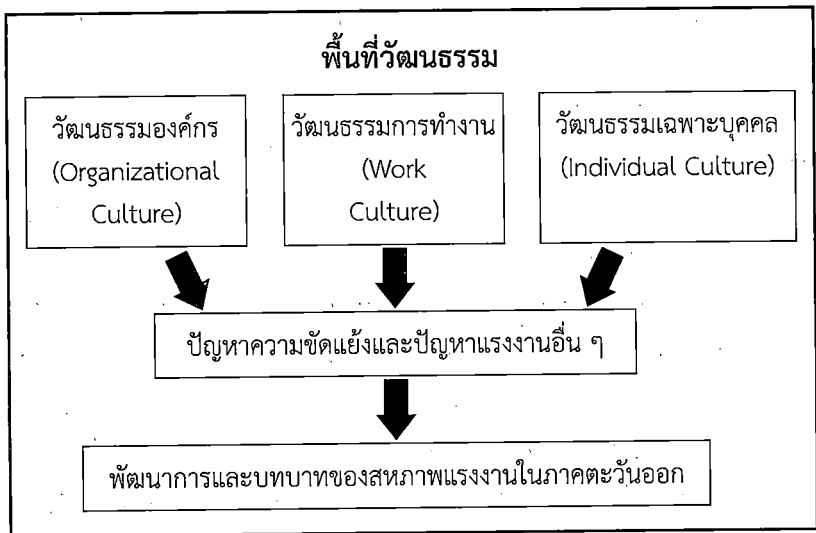 พื้นที่วัฒนธรรม
วัฒนธรรมองค์กร
(Organizational
Culture)
วัฒนธรรมการทำงาน
(Work
Culture)
วัฒนธรรมเฉพาะบุคคล
(Individual Culture)
ปัญหาความขัดแย้งและปัญหาแรงงานอื่น ๆ
พัฒนาการและบทบาทของสหภาพแรงงานในภาคตะวันออก